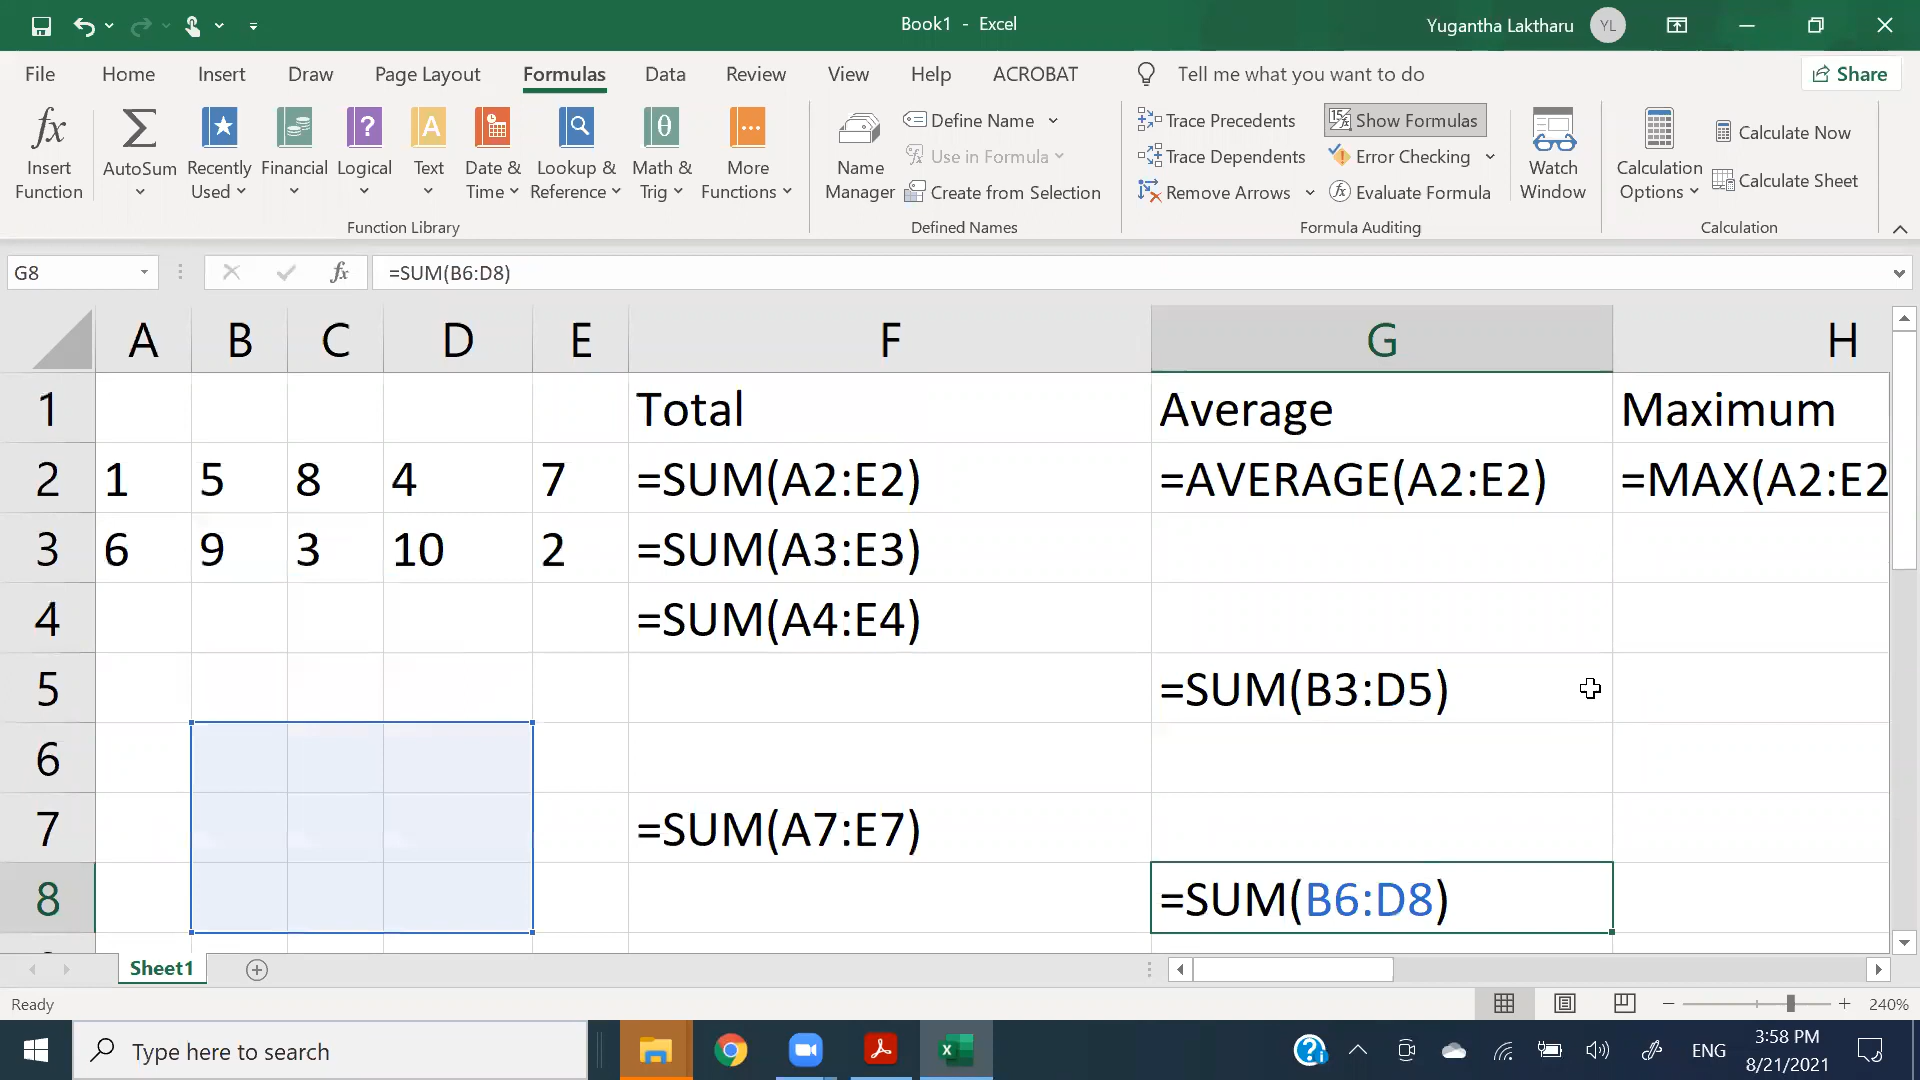 Book1 - Excel
Yugantha Laktharu YL
File Home Insert Draw Page Layout Formulas Data Review View Help ACROBAT Tell me what you want to do Share
Insert Function
AutoSum
Recently Used
Financial
Logical
Text
Date & Time
Lookup & Reference
Math & Trig
More Functions
Function Library
Name Manager
Define Name
Use in Formula
Create from Selection
Defined Names
Trace Precedents
Trace Dependents
Remove Arrows
Show Formulas
Error Checking
Evaluate Formula
Formula Auditing
Watch Window
Calculation Options
Calculate Now
Calculate Sheet
Calculation
G8 fx =SUM(B6:D8)
A B C D E F G H
1 Total Average Maximum
2 1 5 8 4 7 =SUM(A2:E2) =AVERAGE(A2:E2) =MAX(A2:E2
3 6 9 3 10 2 =SUM(A3:E3)
4 =SUM(A4:E4)
5 =SUM(B3:D5)
6
7 =SUM(A7:E7)
8 =SUM(B6:D8)
Sheet1
Ready 240%
Type here to search
ENG
3:58 PM
8/21/2021